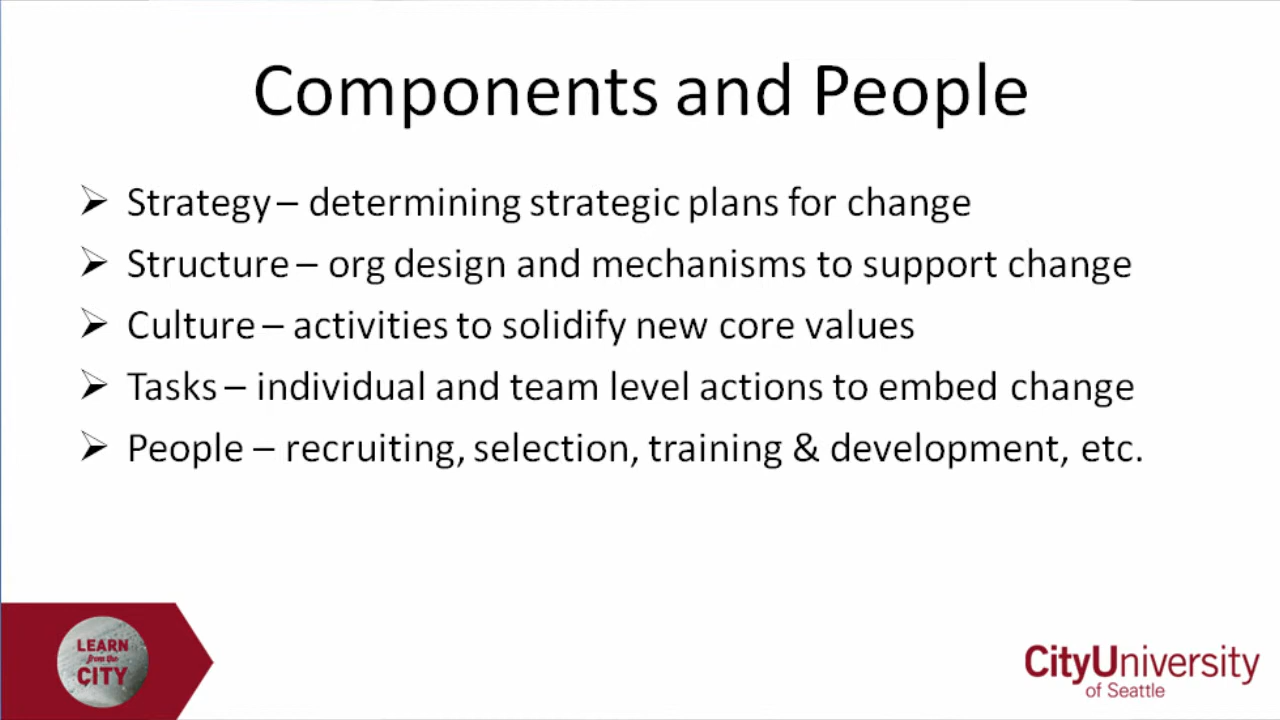 Components and People
➢ Strategy – determining strategic plans for change
➢ Structure – org design and mechanisms to support change
➢ Culture – activities to solidify new core values
➢ Tasks – individual and team level actions to embed change
➢ People – recruiting, selection, training & development, etc.
LEARN
from the
CITY
CityUniversity
of Seattle